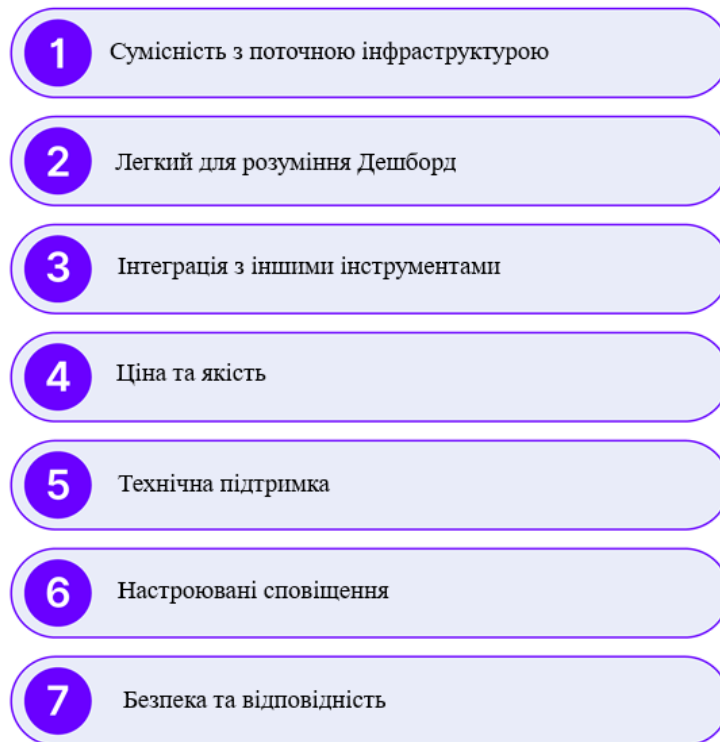 1 Сумісність з поточною інфраструктурою
2 Легкий для розуміння Дешборд
3 Інтеграція з іншими інструментами
4 Ціна та якість
5 Технічна підтримка
6 Настроювані сповіщення
7 Безпека та відповідність